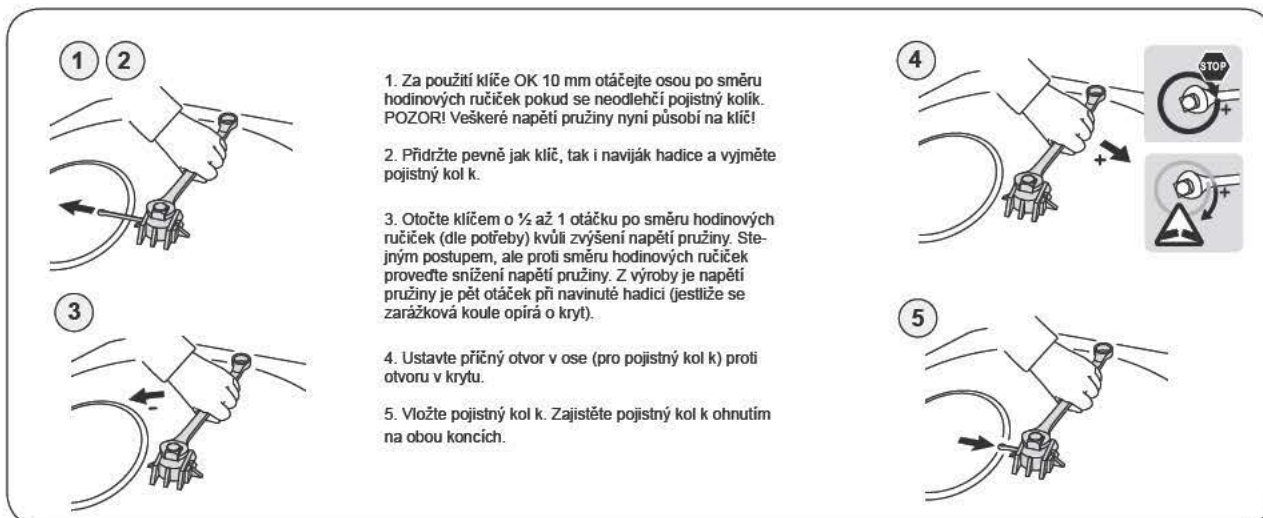 1 2
1. Za použití klíče OK 10 mm otáčejte osou po směru
hodinových ručiček pokud se neodlehčí pojistný kolík.
POZOR! Veškeré napětí pružiny nyní působí na klíč!
2. Přidržte pevně jak klíč, tak i naviják hadice a vyjměte
pojistný kol k.
3. Otočte klíčem o ½ až 1 otáčku po směru hodinových
ručiček (dle potřeby) kvůli zvýšení napětí pružiny. Ste-
jným postupem, ale proti směru hodinových ručiček
proveďte snížení napětí pružiny. Z výroby je napětí
pružiny je pět otáček při navinuté hadici (jestliže se
zarážková koule opírá o kryt).
4. Ustavte příčný otvor v ose (pro pojistný kol k) proti
otvoru v krytu.
5. Vložte pojistný kol k. Zajistěte pojistný kol k ohnutím
na obou koncích.
3
-
4
+
STOP
+
+
5